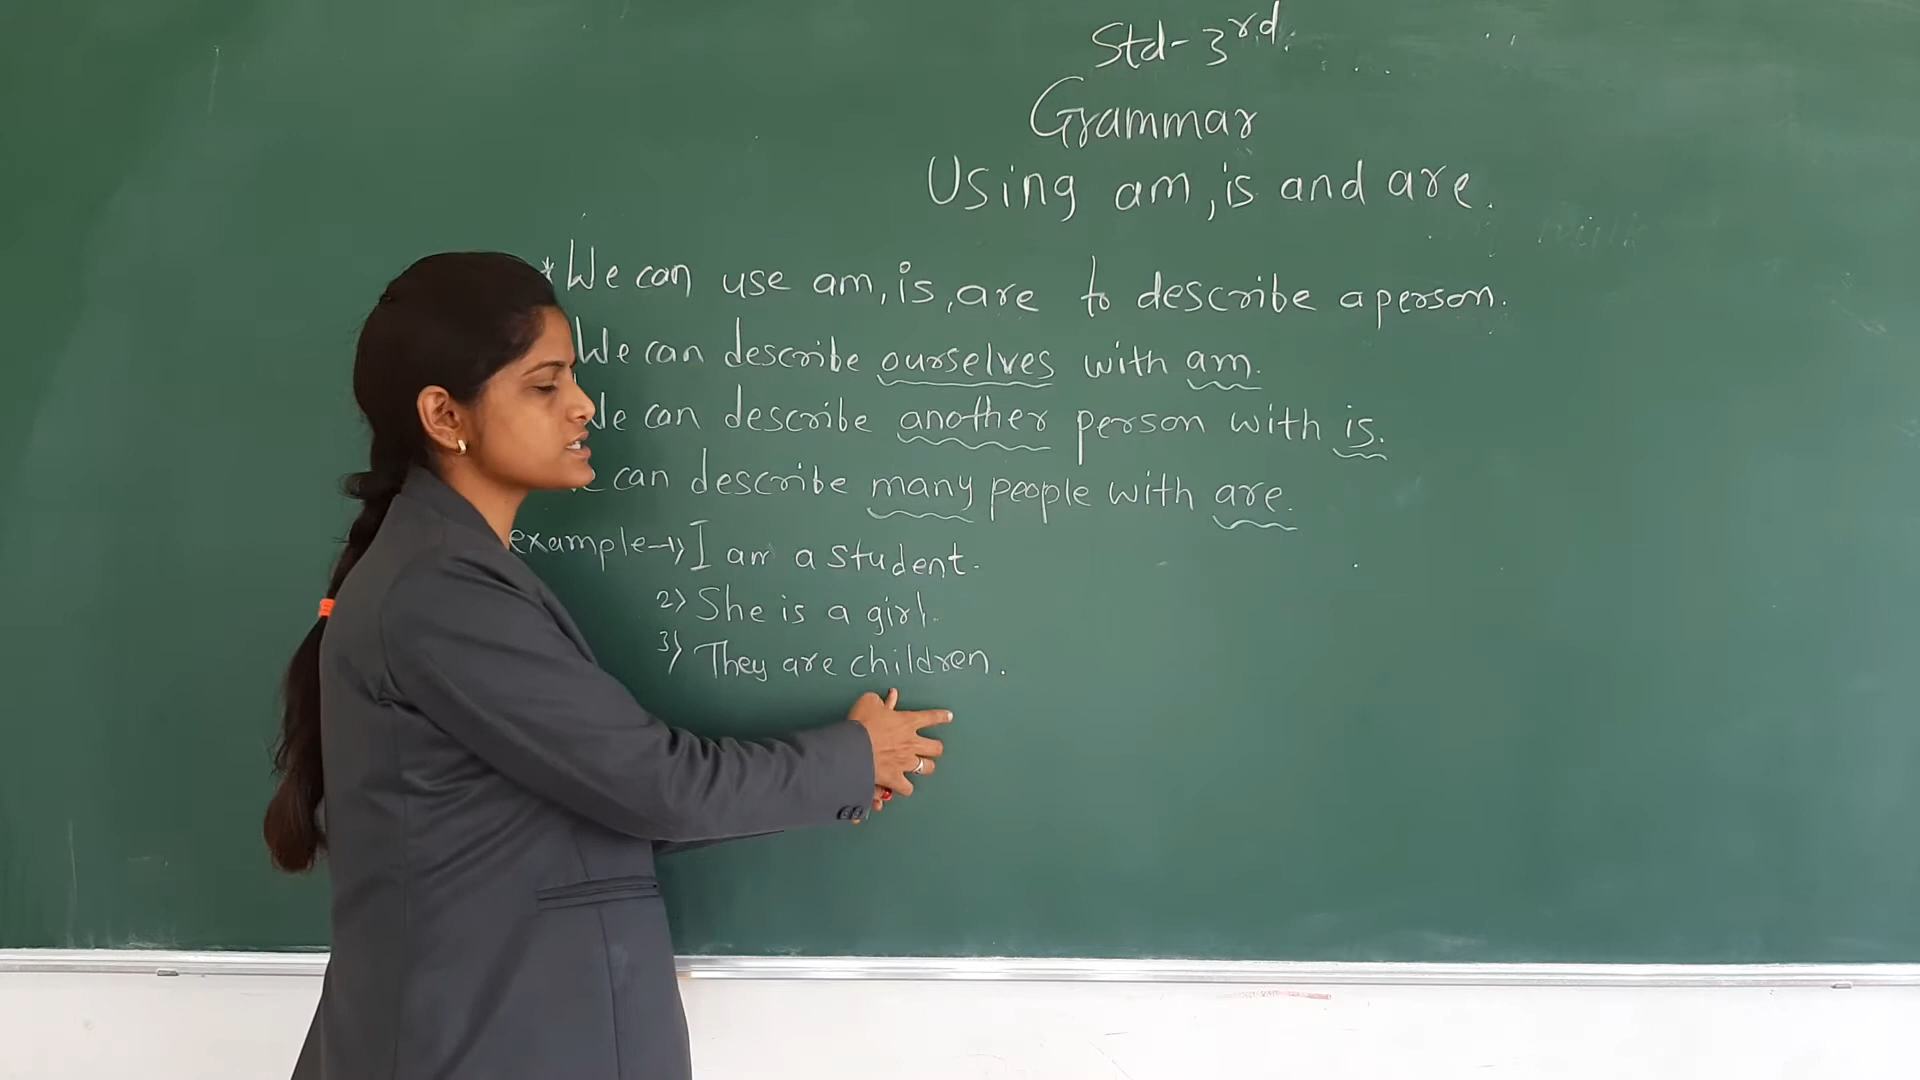 Std-3rd.
Grammar
Using am, is and are.
* We can use am, is, are to describe a person.
We can describe ourselves with am.
We can describe another person with is.
can describe many people with are.
example→1) I am a student.
2) She is a girl.
3) They are children.